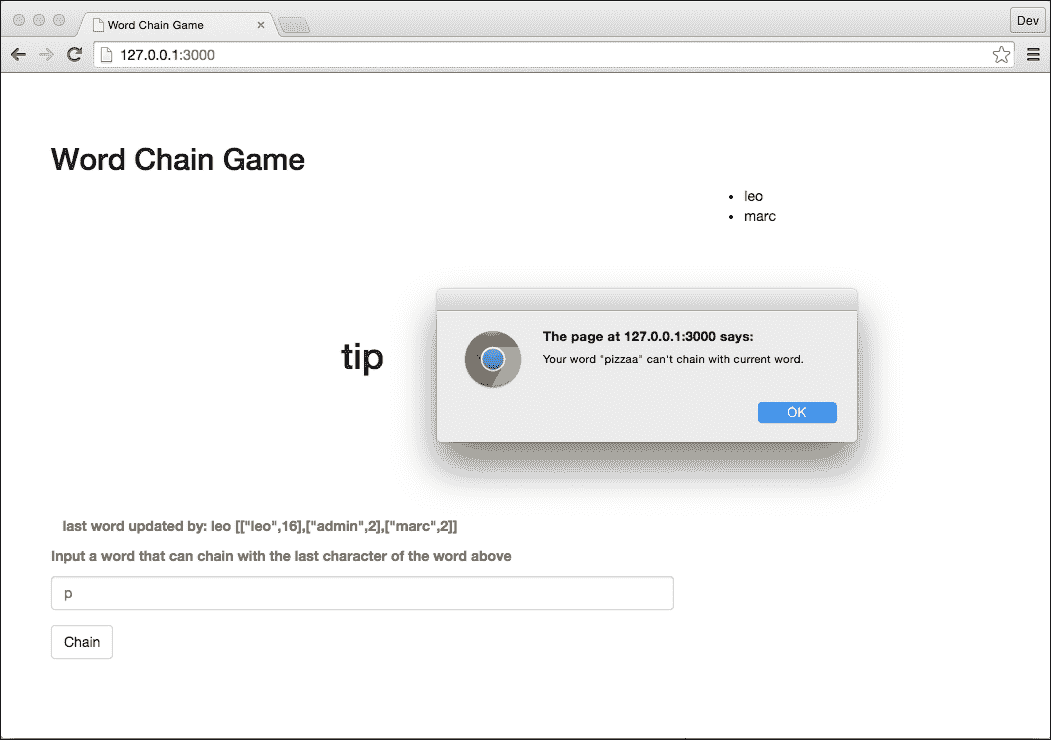 Word Chain Game
Dev
127.0.0.1:3000
Word Chain Game
• leo
• marc
The page at 127.0.0.1:3000 says:
Your word "pizzaa" can't chain with current word.
tip
OK
last word updated by: leo [["leo",16],["admin",2],["marc",2]]
Input a word that can chain with the last character of the word above
p
Chain